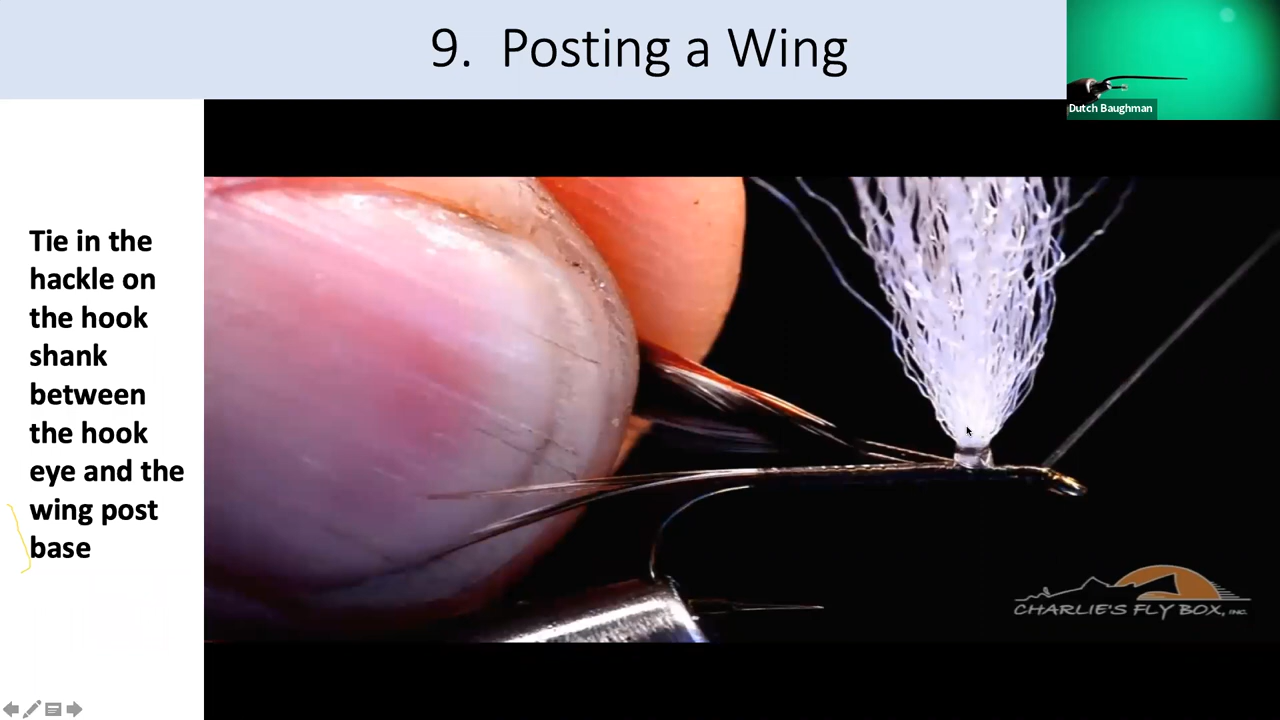 9. Posting a Wing
Dutch Baughman
Tie in the
hackle on
the hook
shank
between
the hook
eye and the
wing post
base
CHARLIE'S FLY BOX, INC.